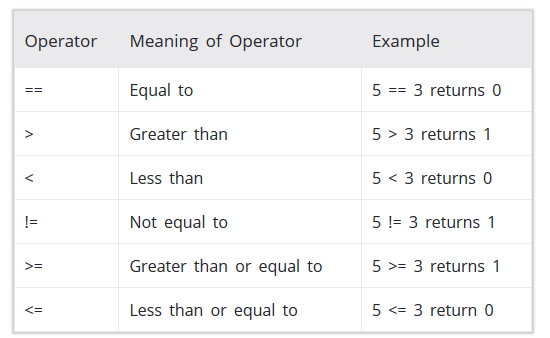 Operator Meaning of Operator Example
== Equal to 5 == 3 returns 0
> Greater than 5 > 3 returns 1
< Less than 5 < 3 returns 0
!= Not equal to 5 != 3 returns 1
>= Greater than or equal to 5 >= 3 returns 1
<= Less than or equal to 5 <= 3 return 0